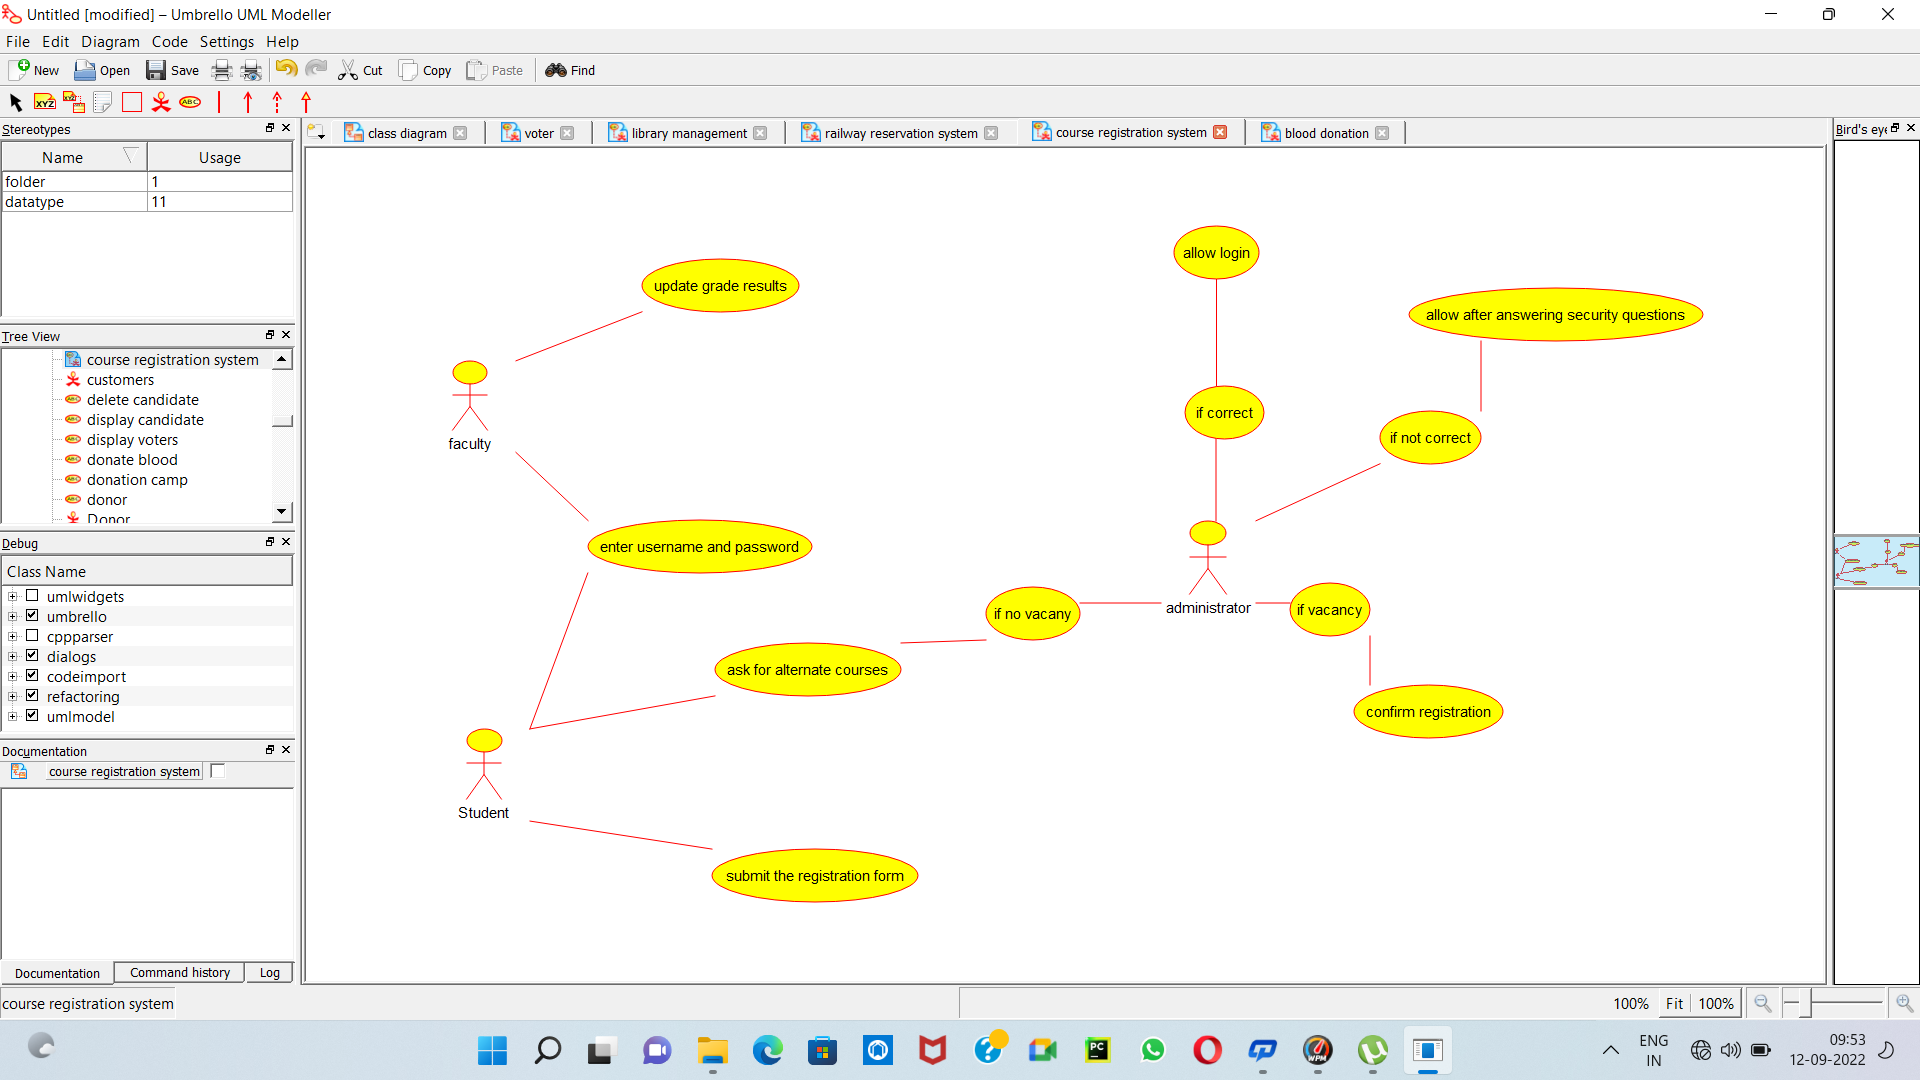 Untitled [modified] – Umbrello UML Modeller
File Edit Diagram Code Settings Help
New Open Save Cut Copy Paste Find
XYZ XYZ ABC
Stereotypes
Name Usage
folder 1
datatype 11
Tree View
course registration system
customers
delete candidate
display candidate
display voters
donate blood
donation camp
donor
Donor
Debug
Class Name
umlwidgets
umbrello
cppparser
dialogs
codeimport
refactoring
umlmodel
Documentation
course registration system
Documentation Command history Log
course registration system
class diagram voter library management railway reservation system course registration system blood donation
Bird's eye
allow login
update grade results
allow after answering security questions
if correct
if not correct
faculty
enter username and password
administrator
if no vacany
if vacancy
ask for alternate courses
confirm registration
Student
submit the registration form
100% Fit 100%
PC
WPM
ENG
IN
09:53
12-09-2022